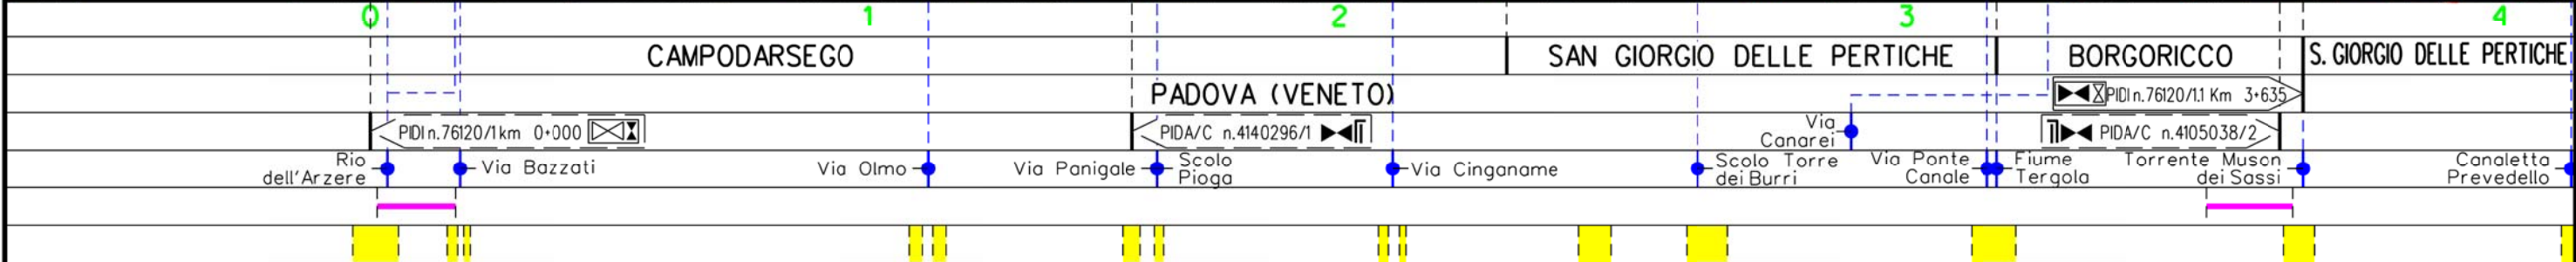 0 1 2 3 4
CAMPODARSEGO SAN GIORGIO DELLE PERTICHE BORGORICCO S. GIORGIO DELLE PERTICHE
PADOVA (VENETO) PIDI n.76120/1.1 Km 3+635
PIDI n.76120/1 km 0+000 PIDA/C n.4140296/1 Via Canarei PIDA/C n.4105038/2
Rio dell'Arzere
Via Bazzati
Via Olmo
Via Panigale
Scolo Pioga
Via Cinganame
Scolo Torre dei Burri
Via Ponte Canale
Fiume Tergola
Torrente Muson dei Sassi
Canaletta Prevedello